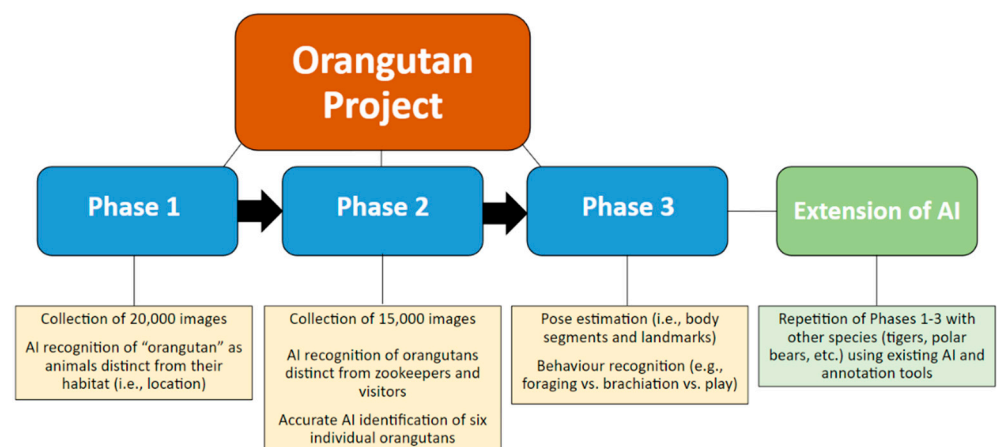 Orangutan
Project
Phase 1
Phase 2
Phase 3
Extension of AI
Collection of 20,000 images
AI recognition of “orangutan” as
animals distinct from their
habitat (i.e., location)
Collection of 15,000 images
AI recognition of orangutans
distinct from zookeepers and
visitors
Accurate AI identification of six
individual orangutans
Pose estimation (i.e., body
segments and landmarks)
Behaviour recognition (e.g.,
foraging vs. brachiation vs. play)
Repetition of Phases 1-3 with
other species (tigers, polar
bears, etc.) using existing AI and
annotation tools